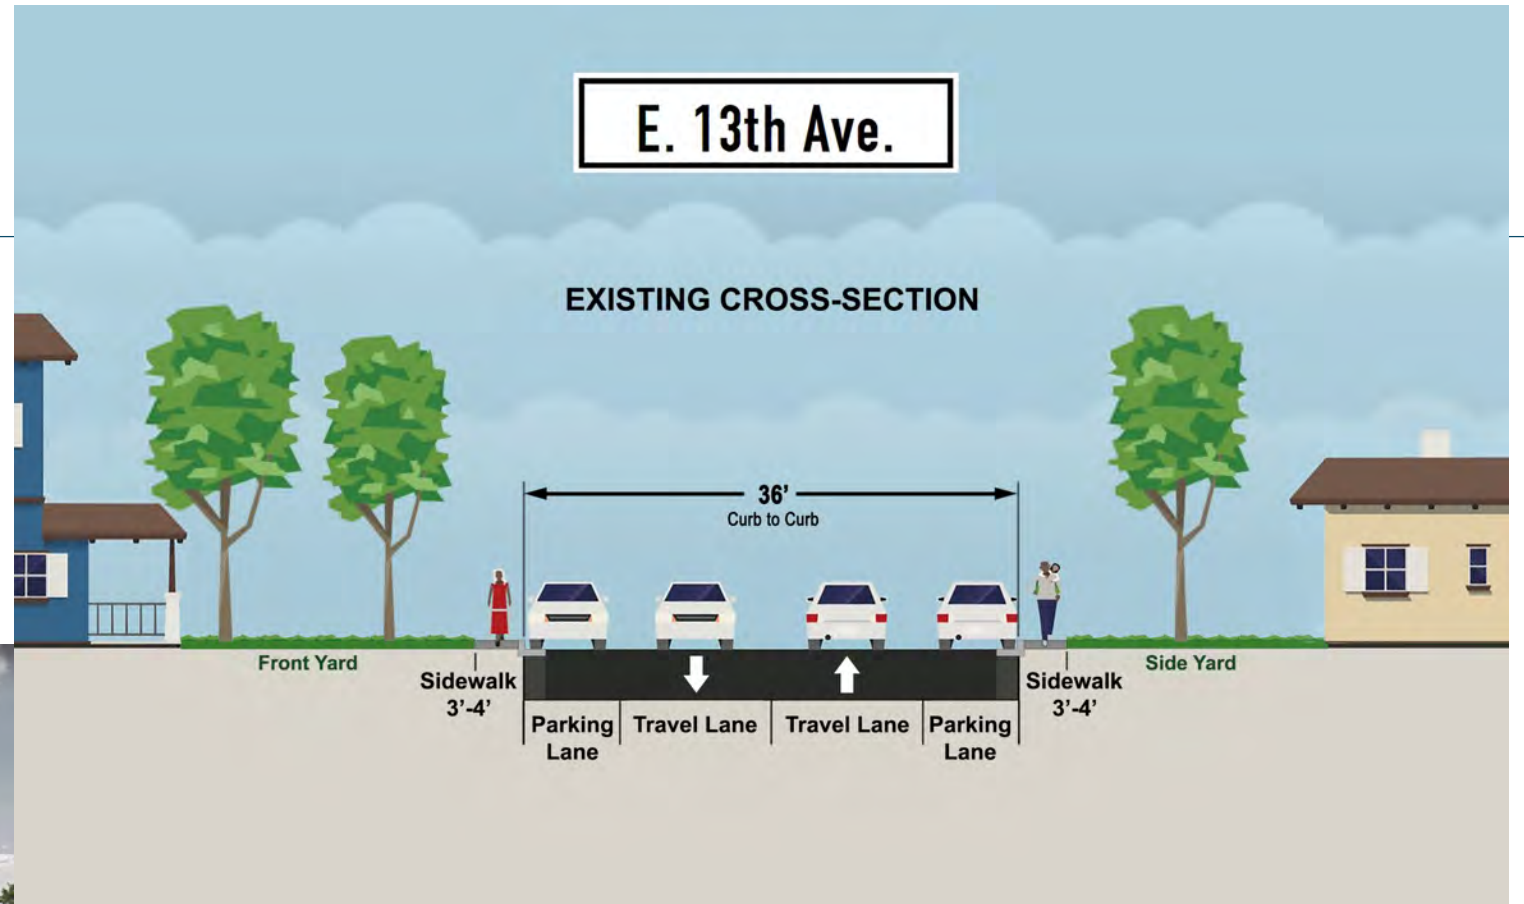 E. 13th Ave.
EXISTING CROSS-SECTION
36’
Curb to Curb
Front Yard
Side Yard
Sidewalk
3’-4’
Sidewalk
3’-4’
Parking
Lane
Travel Lane
Travel Lane
Parking
Lane